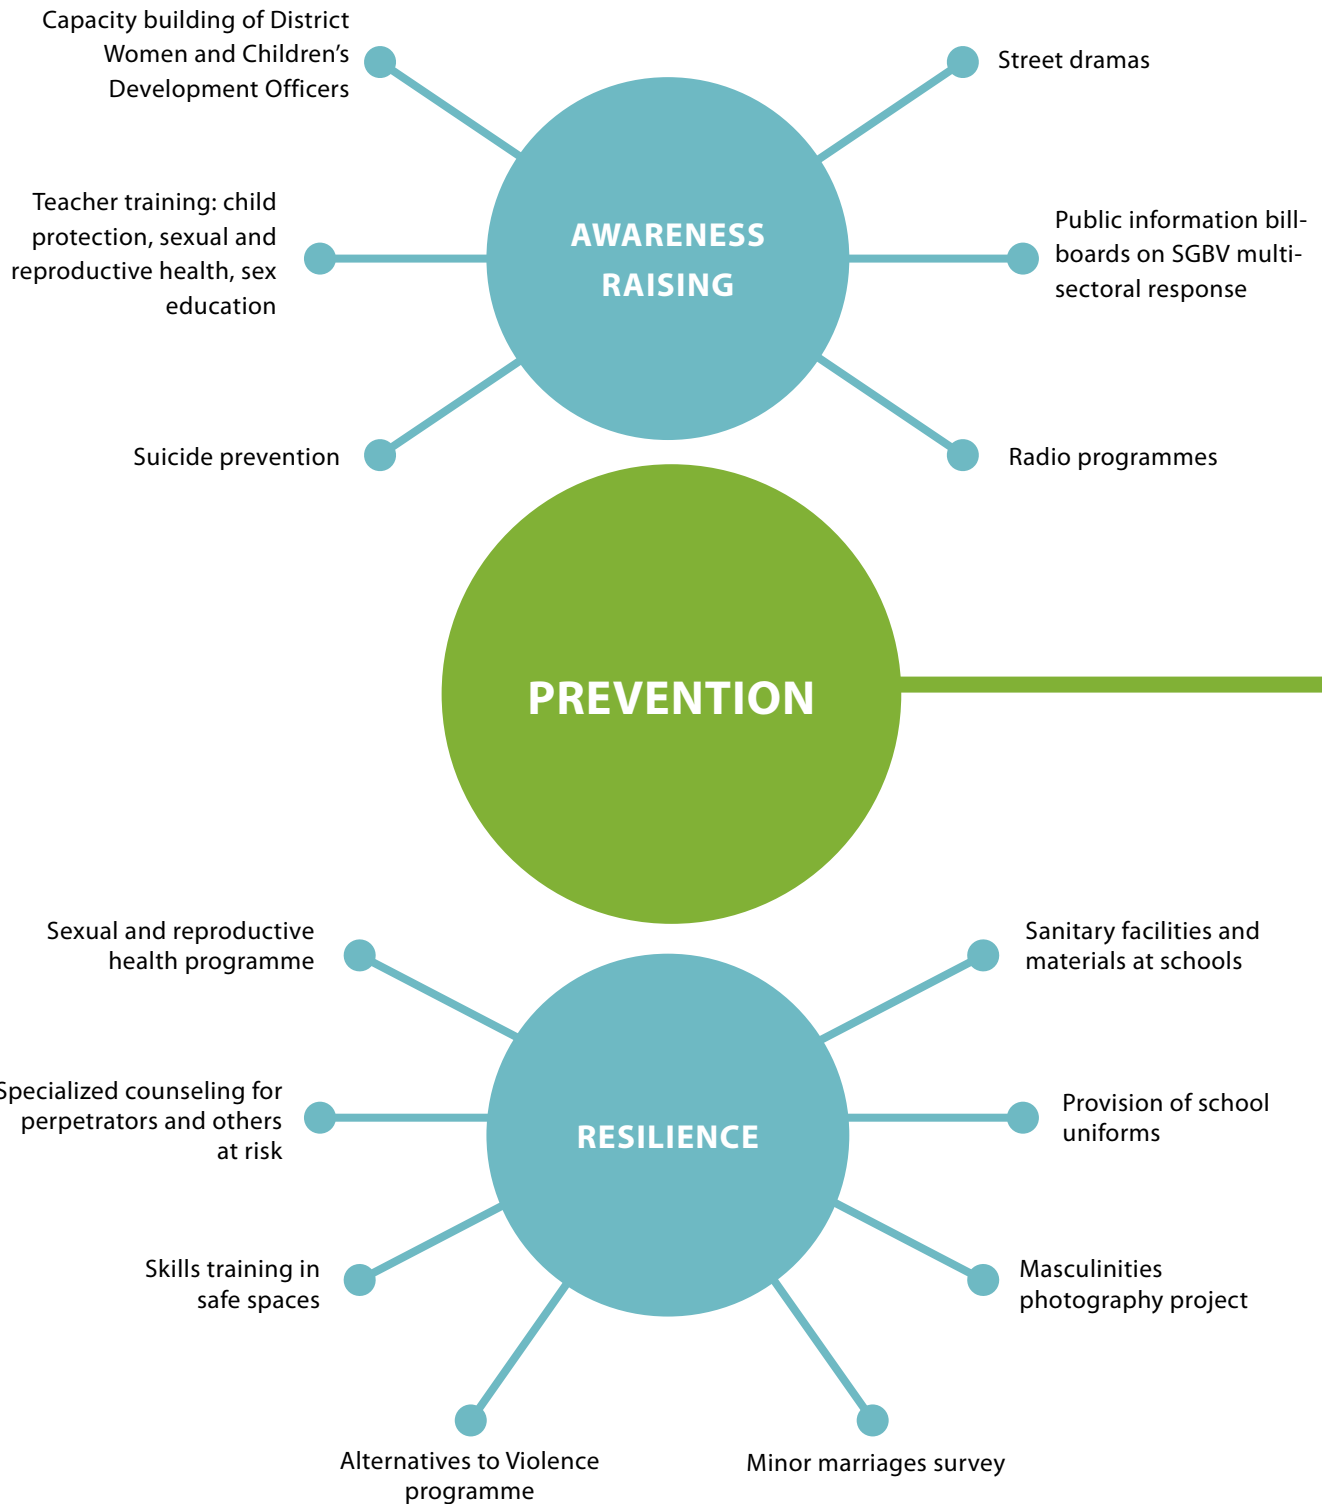 Capacity building of District
Women and Children's
Development Officers
Street dramas
Teacher training: child
protection, sexual and
reproductive health, sex
education
AWARENESS
RAISING
Public information bill-
boards on SGBV multi-
sectoral response
Suicide prevention
Radio programmes
PREVENTION
Sexual and reproductive
health programme
Sanitary facilities and
materials at schools
Specialized counseling for
perpetrators and others
at risk
RESILIENCE
Provision of school
uniforms
Skills training in
safe spaces
Masculinities
photography project
Alternatives to Violence
programme
Minor marriages survey